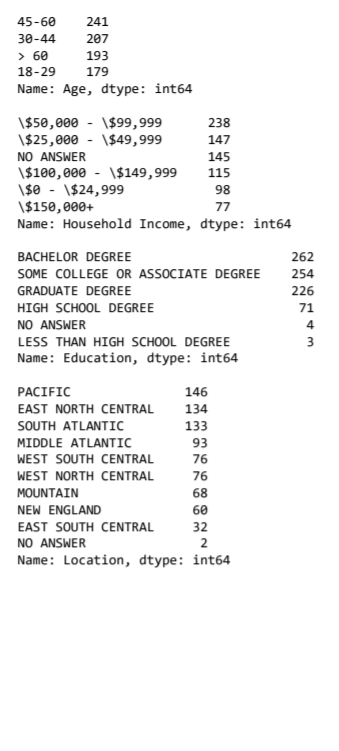 45-60    241
30-44    207
> 60     193
18-29    179
Name: Age, dtype: int64
\$50,000 - \$99,999      238
\$25,000 - \$49,999      147
NO ANSWER                145
\$100,000 - \$149,999    115
\$0 - \$24,999            98
\$150,000+                77
Name: Household Income, dtype: int64
BACHELOR DEGREE                     262
SOME COLLEGE OR ASSOCIATE DEGREE    254
GRADUATE DEGREE                     226
HIGH SCHOOL DEGREE                   71
NO ANSWER                             4
LESS THAN HIGH SCHOOL DEGREE          3
Name: Education, dtype: int64
PACIFIC               146
EAST NORTH CENTRAL    134
SOUTH ATLANTIC        133
MIDDLE ATLANTIC        93
WEST SOUTH CENTRAL     76
WEST NORTH CENTRAL     76
MOUNTAIN               68
NEW ENGLAND            60
EAST SOUTH CENTRAL     32
NO ANSWER               2
Name: Location, dtype: int64